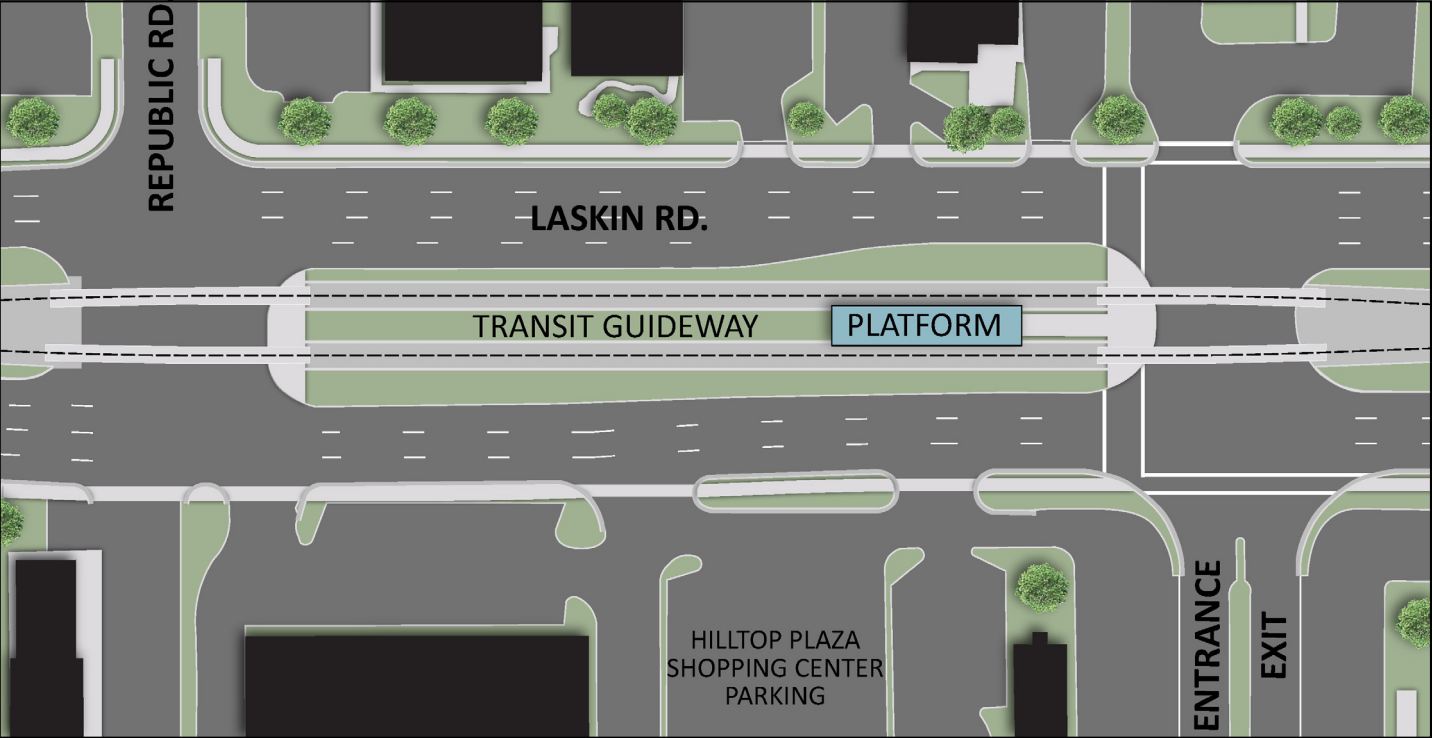 REPUBLIC RD.
LASKIN RD.
TRANSIT GUIDEWAY
PLATFORM
HILLTOP PLAZA
SHOPPING CENTER
PARKING
ENTRANCE
EXIT